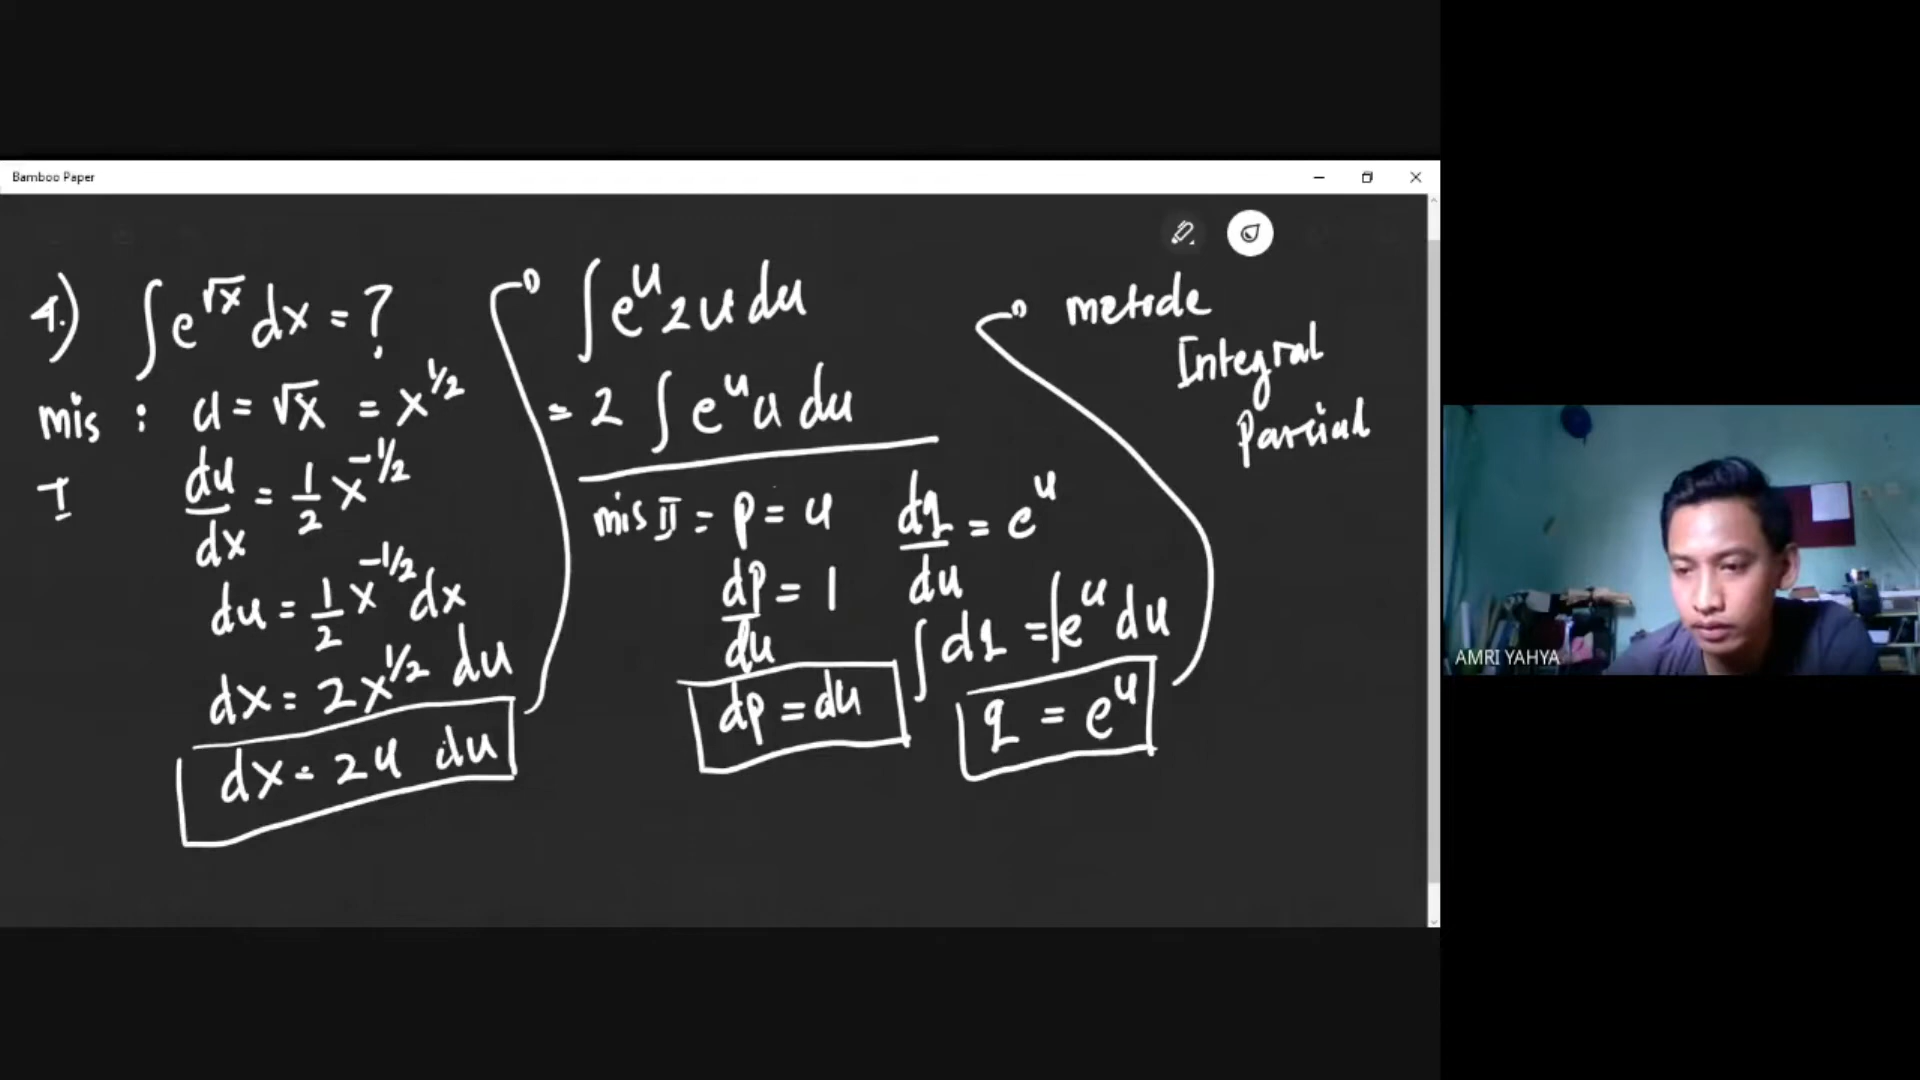 Bamboo Paper
4.) ∫ e^√x dx = ?
mis : u = √x = x^1/2
I
du/dx = 1/2 x^-1/2
du = 1/2 x^-1/2 dx
dx = 2x^1/2 du
dx = 2u du
∫ e^u 2u du
= 2 ∫ e^u u du
mis II = p = u
dp/du = 1
dp = du
dq/du = e^u
∫ dq = ∫ e^u du
q = e^u
metode
Integral
Parcial
AMRI YAHYA